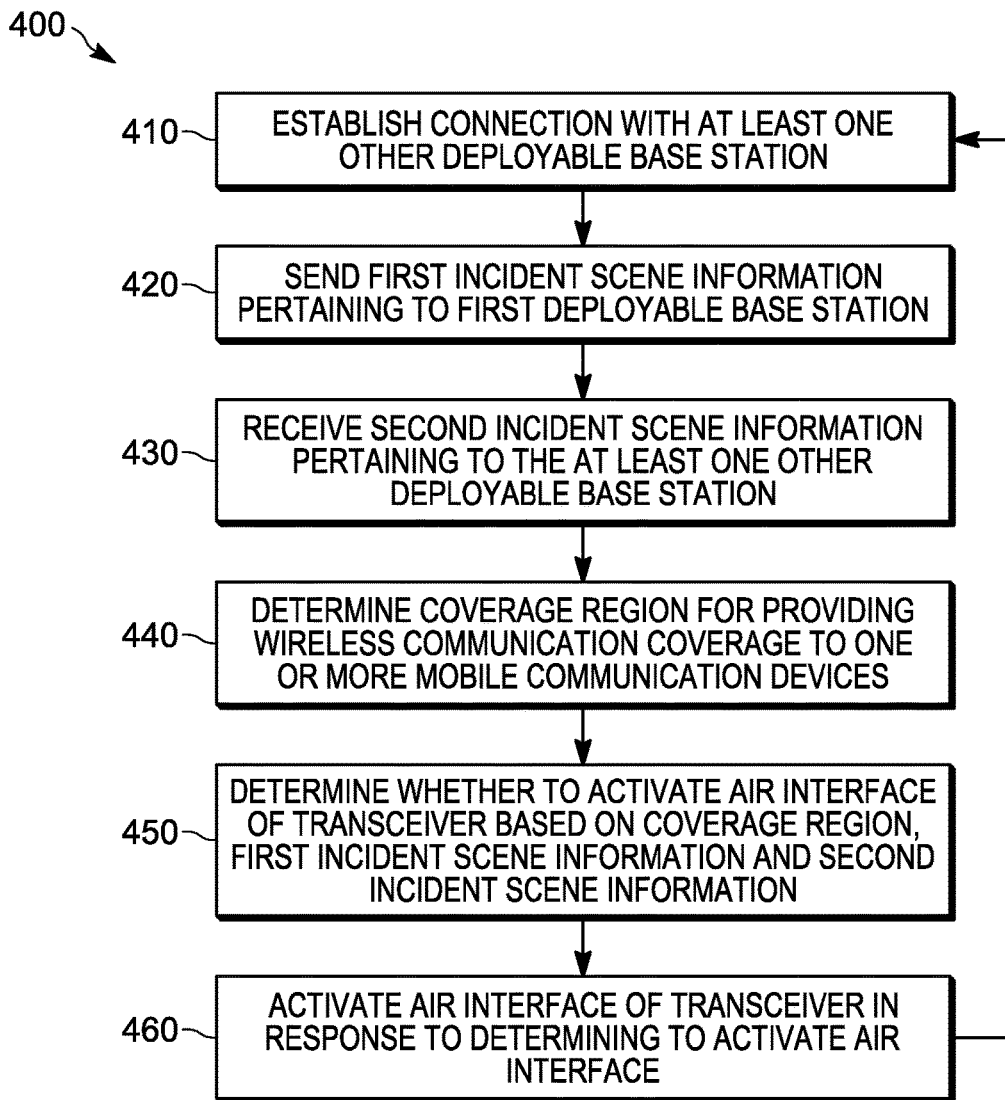 400
410
ESTABLISH CONNECTION WITH AT LEAST ONE
OTHER DEPLOYABLE BASE STATION
420
SEND FIRST INCIDENT SCENE INFORMATION
PERTAINING TO FIRST DEPLOYABLE BASE STATION
430
RECEIVE SECOND INCIDENT SCENE INFORMATION
PERTAINING TO THE AT LEAST ONE OTHER
DEPLOYABLE BASE STATION
440
DETERMINE COVERAGE REGION FOR PROVIDING
WIRELESS COMMUNICATION COVERAGE TO ONE
OR MORE MOBILE COMMUNICATION DEVICES
450
DETERMINE WHETHER TO ACTIVATE AIR INTERFACE
OF TRANSCEIVER BASED ON COVERAGE REGION,
FIRST INCIDENT SCENE INFORMATION AND SECOND
INCIDENT SCENE INFORMATION
460
ACTIVATE AIR INTERFACE OF TRANSCEIVER IN
RESPONSE TO DETERMINING TO ACTIVATE AIR
INTERFACE